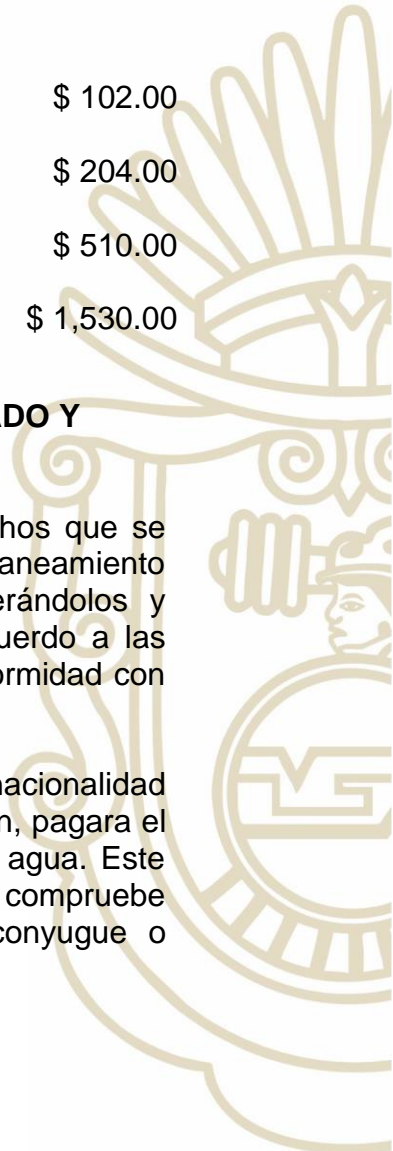 $ 102.00
$ 204.00
$ 510.00
$ 1,530.00
ADO Y
hos que se
aneamiento
erándolos y
uerdo a las
ormidad con
nacionalidad
n, pagara el
agua. Este
compruebe
conyugue o